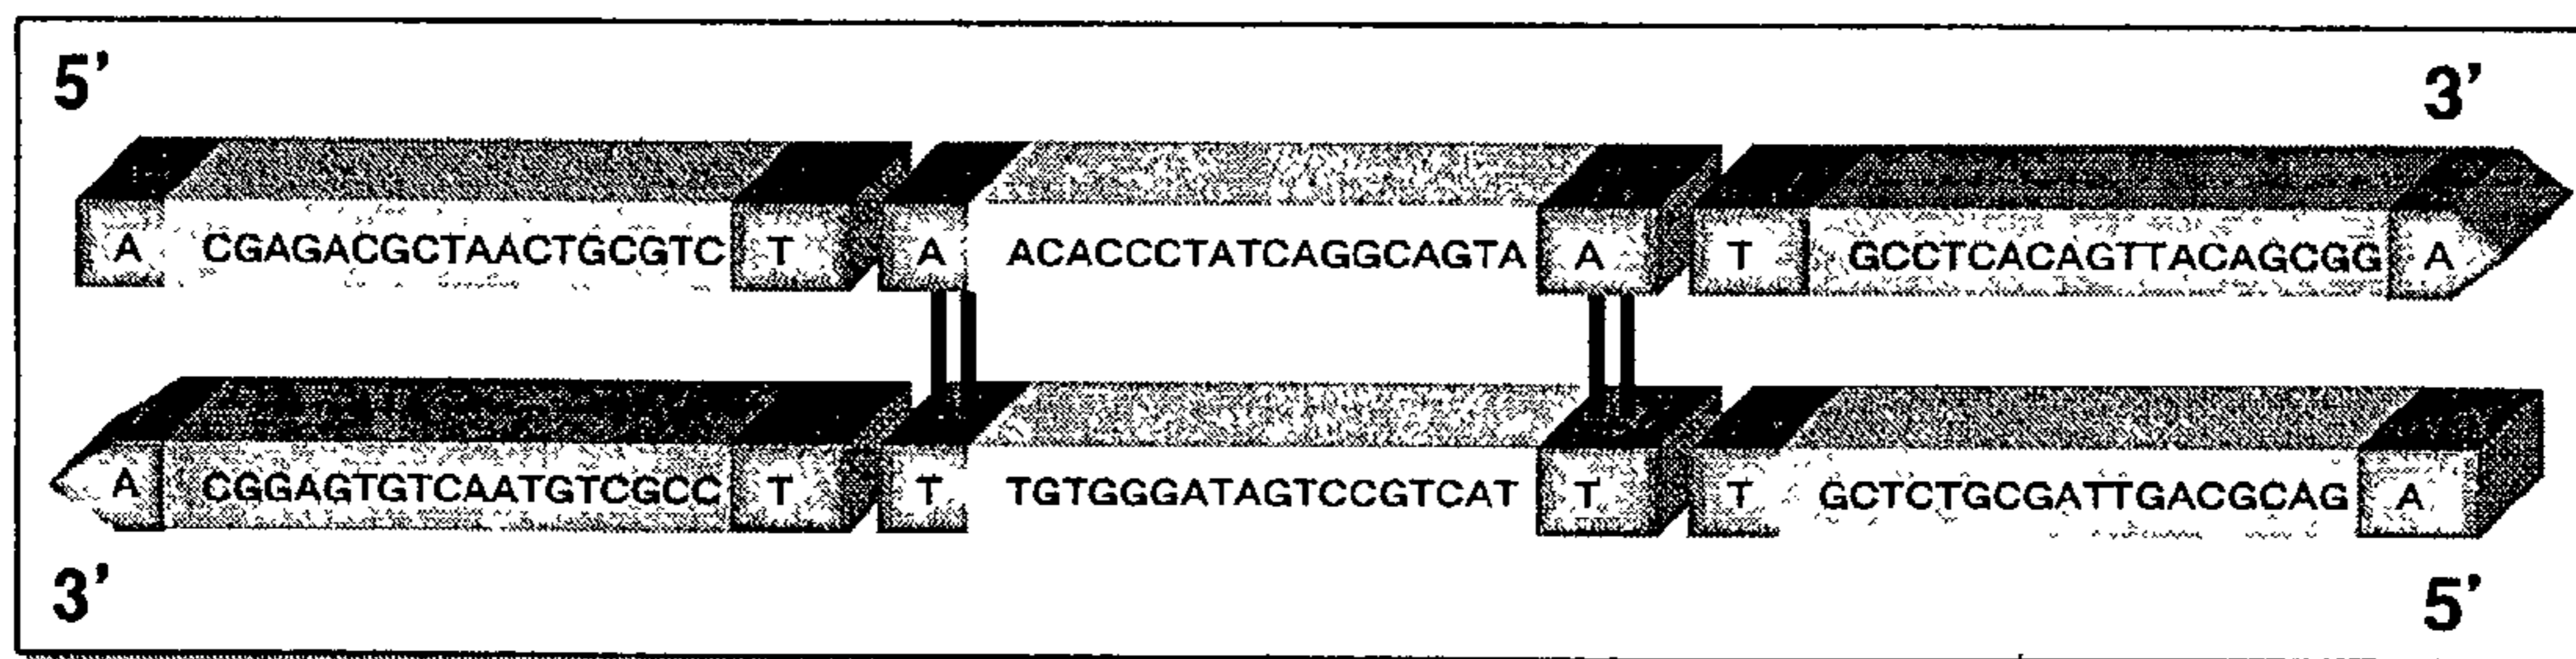 5' 3'
A CGAGACGCTAACTGCGTC T A ACACCCTATCAGGCAGTA A T GCCTCACAGTTACAGCGG A
A CGGAGTGTCAATGTCGCC T T TGTGGGATAGTCCGTCAT T T GCTCTGCGATTGACGCAG A
3' 5'